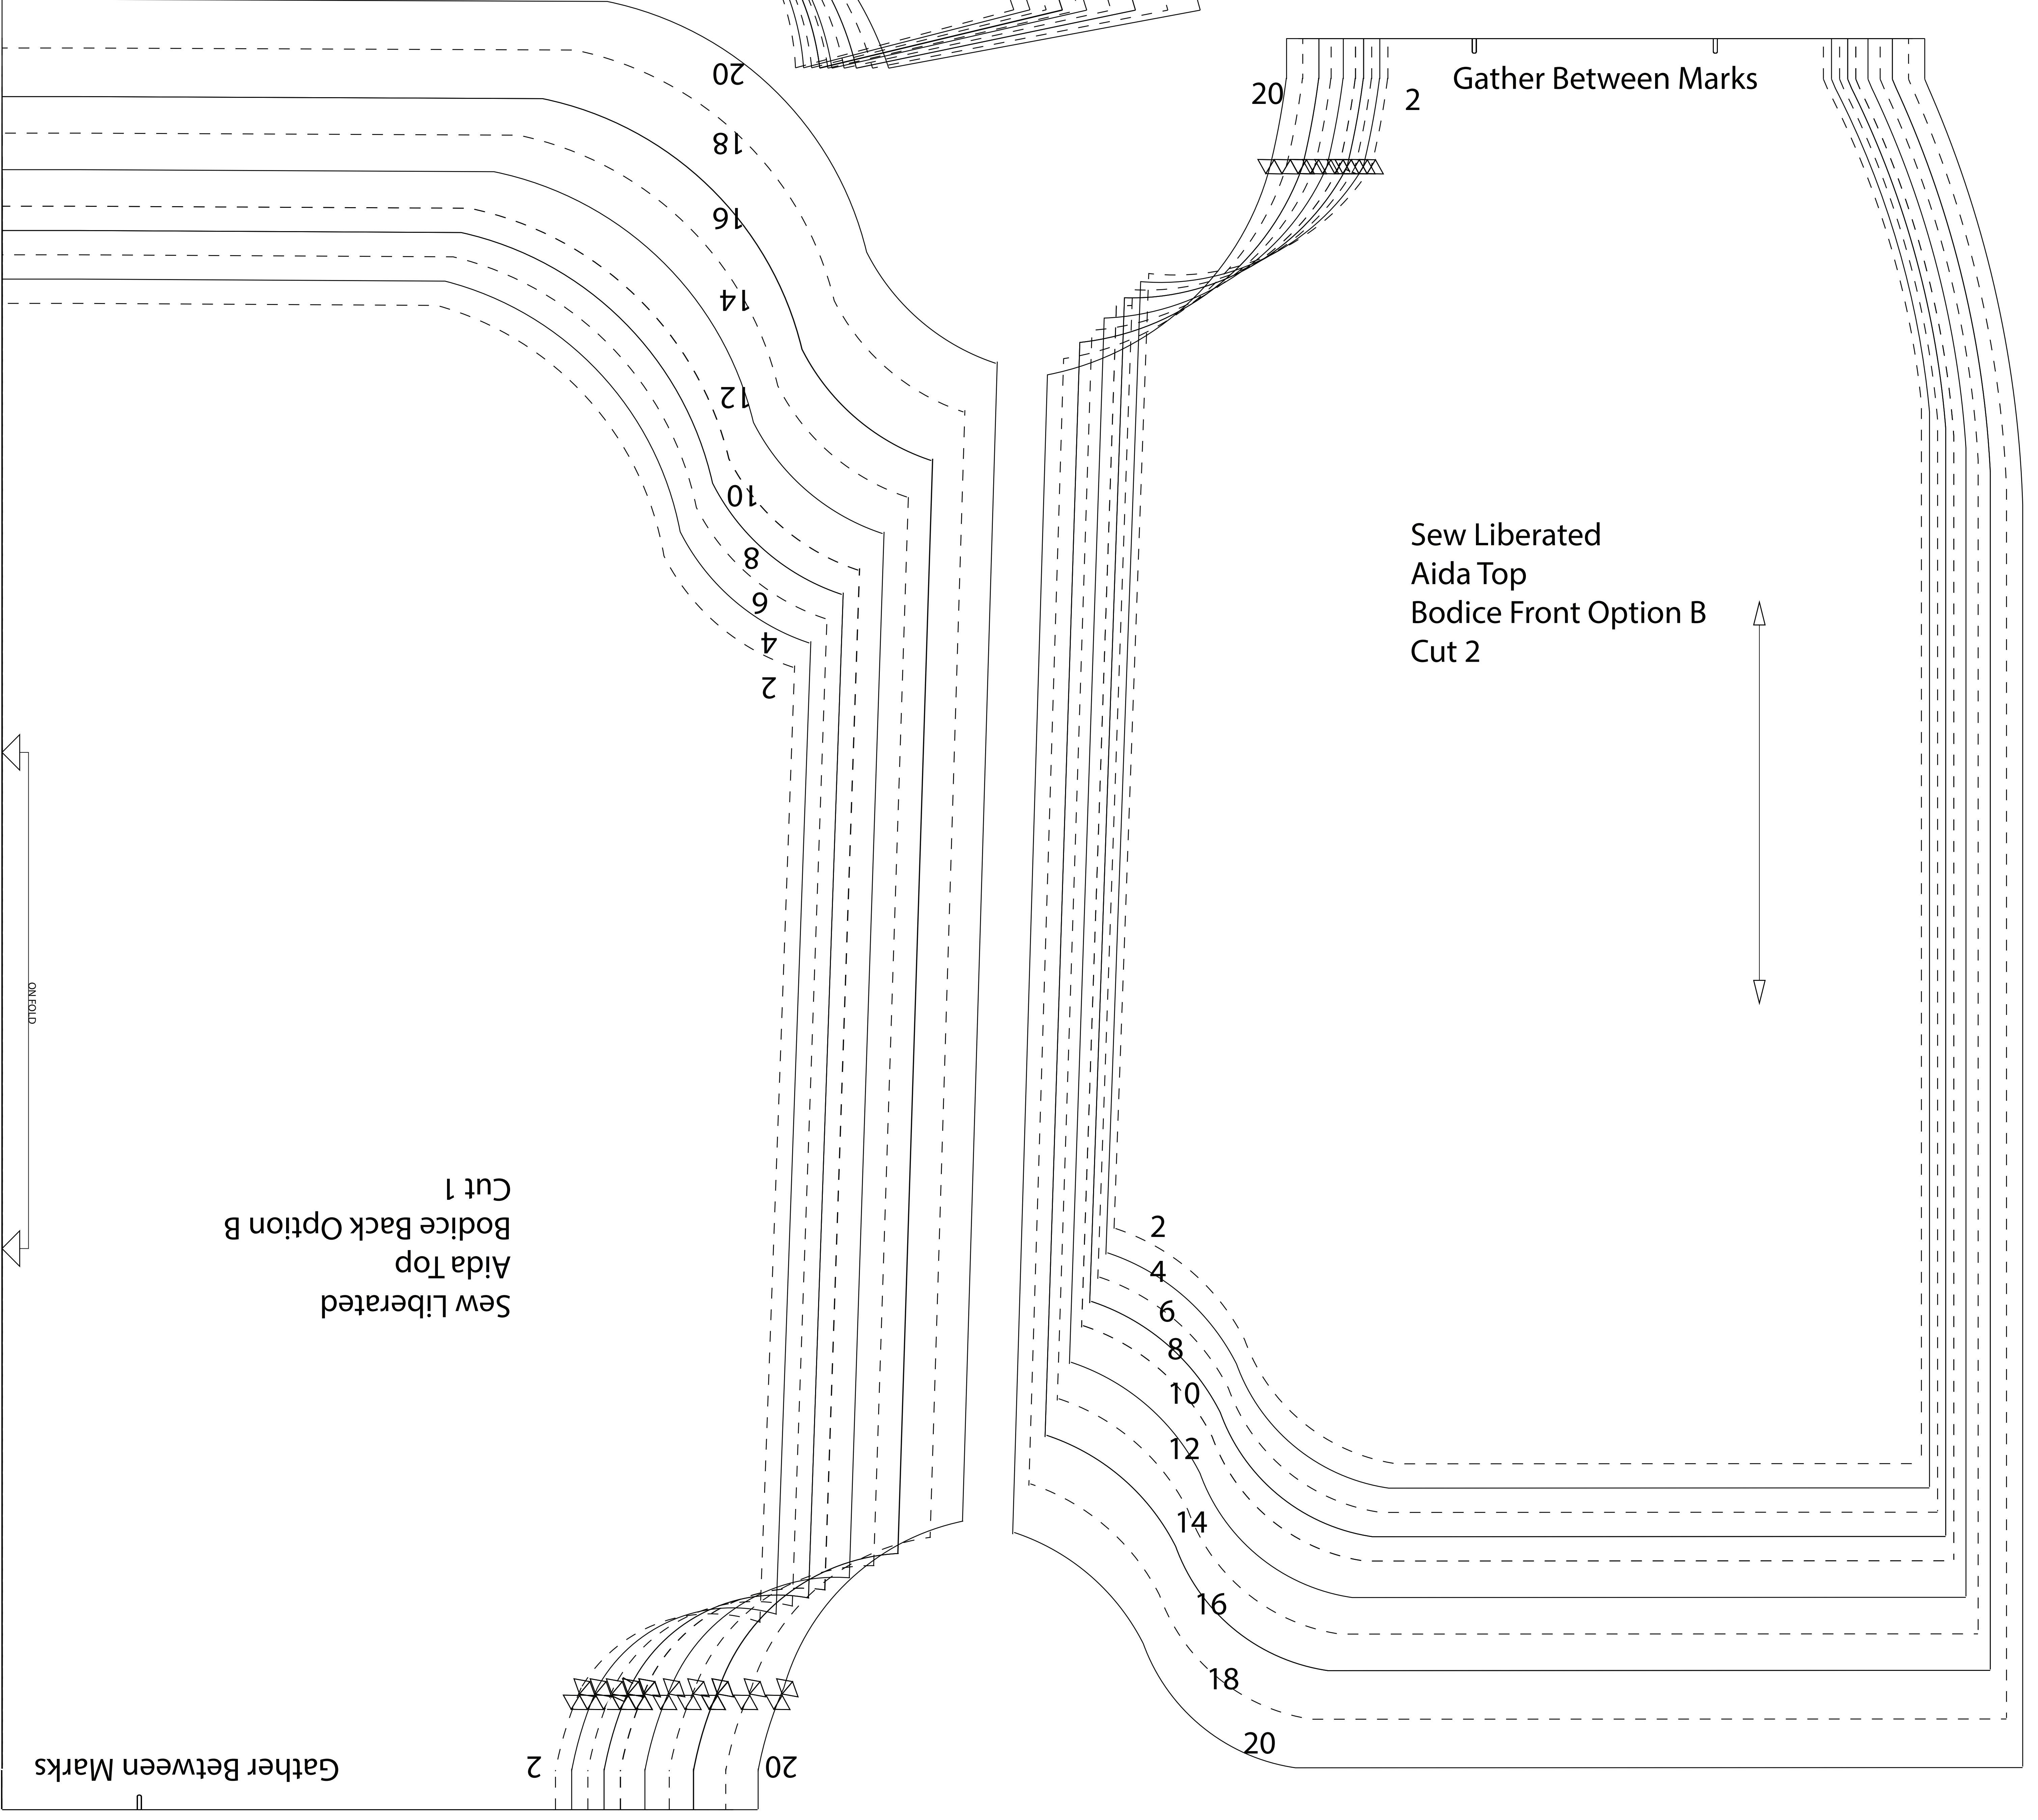 20
18
16
14
12
10
8
6
4
2
ON FOLD
Sew Liberated
Aida Top
Bodice Back Option B
Cut 1
Gather Between Marks
2
20
20
2
Gather Between Marks
Sew Liberated
Aida Top
Bodice Front Option B
Cut 2
2
4
6
8
10
12
14
16
18
20